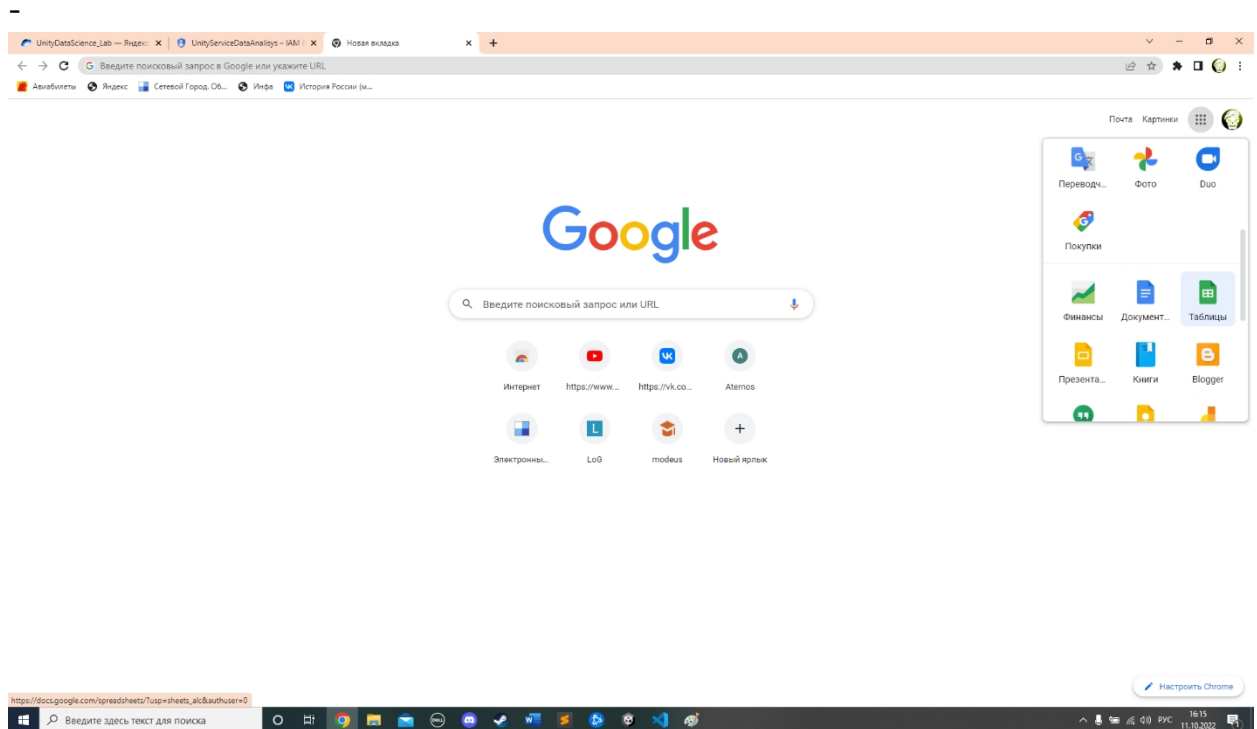 UnityDataScience_Lab — Яндекс
UnityServiceDataAnalisys – IAM
Новая вкладка
Введите поисковый запрос в Google или укажите URL
Авиабилеты
Яндекс
Сетевой Город. Об...
Инфа
История России (м...
Почта
Картинки
Переводч...
Фото
Duo
Покупки
Google
Введите поисковый запрос или URL
Финансы
Документ...
Таблицы
Интернет
https://www....
https://vk.co...
Aternos
Презента...
Книги
Blogger
Электронны...
LoG
modeus
Новый ярлык
Настроить Chrome
https://docs.google.com/spreadsheets/?usp=sheets_alc&authuser=0
Введите здесь текст для поиска
РУС
16:15
11.10.2022